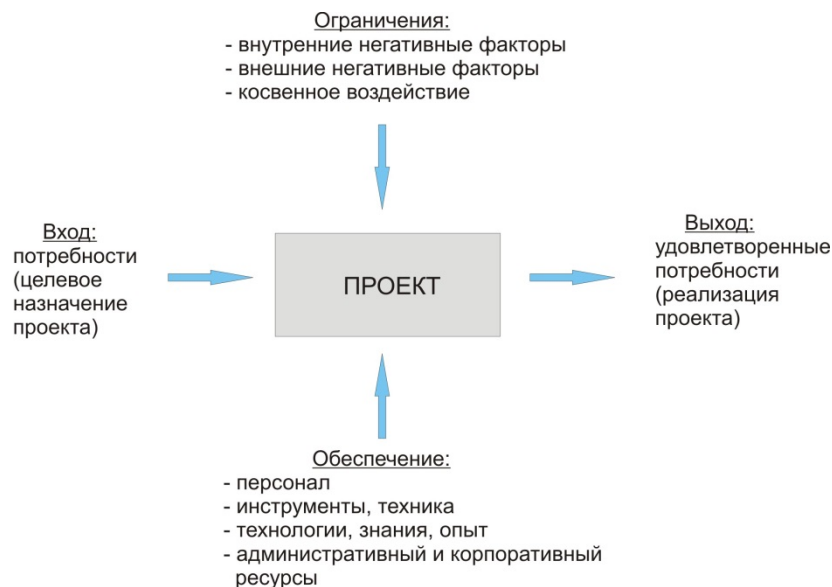 Ограничения:
- внутренние негативные факторы
- внешние негативные факторы
- косвенное воздействие
Вход:
потребности
(целевое
назначение
проекта)
ПРОЕКТ
Выход:
удовлетворенные
потребности
(реализация
проекта)
Обеспечение:
- персонал
- инструменты, техника
- технологии, знания, опыт
- административный и корпоративный
ресурсы